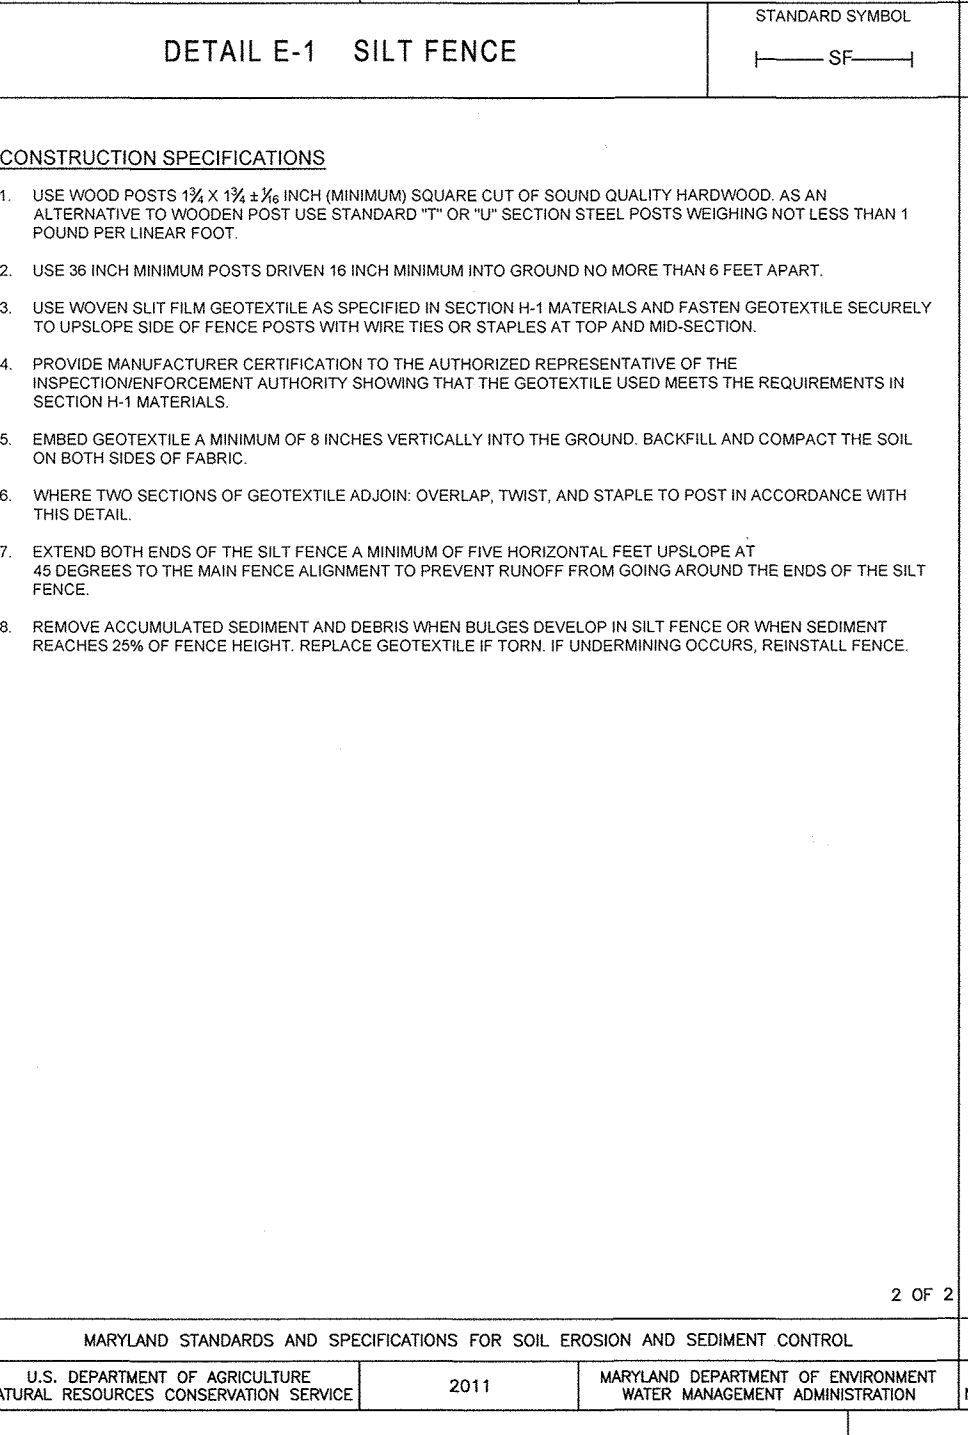 DETAIL E-1 SILT FENCE
STANDARD SYMBOL
SF
CONSTRUCTION SPECIFICATIONS
1. USE WOOD POSTS 1¾ X 1¾ ± 1/16 INCH (MINIMUM) SQUARE CUT OF SOUND QUALITY HARDWOOD. AS AN
ALTERNATIVE TO WOODEN POST USE STANDARD "T" OR "U" SECTION STEEL POSTS WEIGHING NOT LESS THAN 1
POUND PER LINEAR FOOT.
2. USE 36 INCH MINIMUM POSTS DRIVEN 16 INCH MINIMUM INTO GROUND NO MORE THAN 6 FEET APART.
3. USE WOVEN SLIT FILM GEOTEXTILE AS SPECIFIED IN SECTION H-1 MATERIALS AND FASTEN GEOTEXTILE SECURELY
TO UPSLOPE SIDE OF FENCE POSTS WITH WIRE TIES OR STAPLES AT TOP AND MID-SECTION.
4. PROVIDE MANUFACTURER CERTIFICATION TO THE AUTHORIZED REPRESENTATIVE OF THE
INSPECTION/ENFORCEMENT AUTHORITY SHOWING THAT THE GEOTEXTILE USED MEETS THE REQUIREMENTS IN
SECTION H-1 MATERIALS.
5. EMBED GEOTEXTILE A MINIMUM OF 8 INCHES VERTICALLY INTO THE GROUND. BACKFILL AND COMPACT THE SOIL
ON BOTH SIDES OF FABRIC.
6. WHERE TWO SECTIONS OF GEOTEXTILE ADJOIN: OVERLAP, TWIST, AND STAPLE TO POST IN ACCORDANCE WITH
THIS DETAIL.
7. EXTEND BOTH ENDS OF THE SILT FENCE A MINIMUM OF FIVE HORIZONTAL FEET UPSLOPE AT
45 DEGREES TO THE MAIN FENCE ALIGNMENT TO PREVENT RUNOFF FROM GOING AROUND THE ENDS OF THE SILT
FENCE.
8. REMOVE ACCUMULATED SEDIMENT AND DEBRIS WHEN BULGES DEVELOP IN SILT FENCE OR WHEN SEDIMENT
REACHES 25% OF FENCE HEIGHT. REPLACE GEOTEXTILE IF TORN. IF UNDERMINING OCCURS, REINSTALL FENCE.
2 OF 2
MARYLAND STANDARDS AND SPECIFICATIONS FOR SOIL EROSION AND SEDIMENT CONTROL
U.S. DEPARTMENT OF AGRICULTURE
ATURAL RESOURCES CONSERVATION SERVICE
2011
MARYLAND DEPARTMENT OF ENVIRONMENT
WATER MANAGEMENT ADMINISTRATION